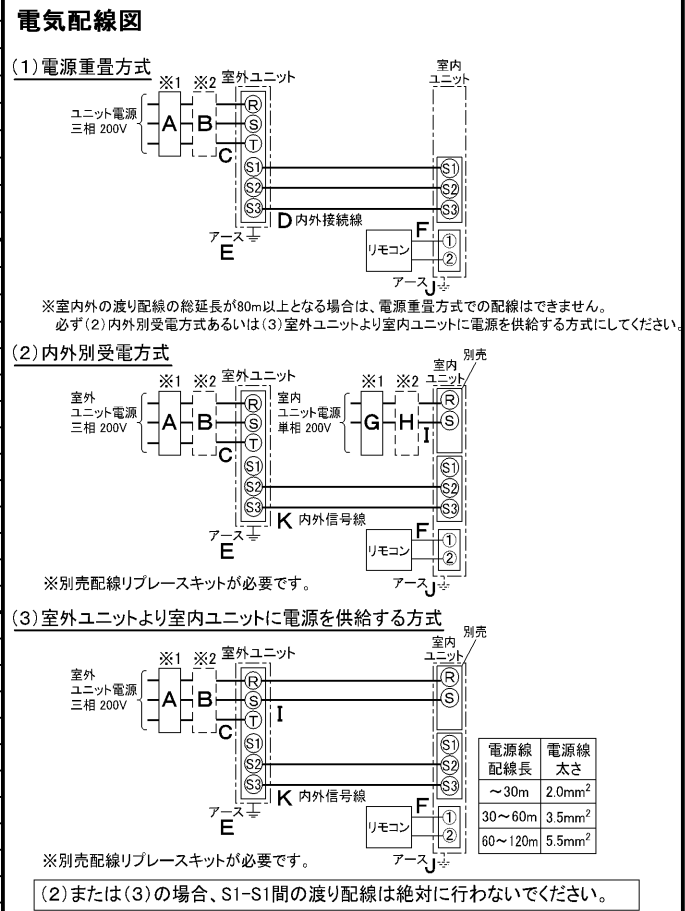 電気配線図
(1)電源重畳方式
※1 ※2 室外ユニット
室内
ユニット
ユニット電源
三相 200V
A B C
R
S
T
S1 S1
S2 S2
S3 S3
D 内外接続線
アース
E
リモコン
F
①
②
アース J
※室内外の渡り配線の総延長が80m以上となる場合は、電源重畳方式での配線はできません。
必ず(2)内外別受電方式あるいは(3)室外ユニットより室内ユニットに電源を供給する方式にしてください。
(2)内外別受電方式
※1 ※2 室外ユニット
※1 ※2
室内
ユニット
別売
室外
ユニット電源
三相 200V
A B C
R
S
T
室内
ユニット電源
単相 200V
G H I
R
S
S1 S1
S2 S2
S3 S3
K 内外信号線
アース
E
リモコン
F
①
②
アース J
※別売配線リプレースキットが必要です。
(3)室外ユニットより室内ユニットに電源を供給する方式
※1 ※2 室外ユニット
室内
ユニット
別売
室外
ユニット電源
三相 200V
A B C
R R
S S
T
I
S1 S1
S2 S2
S3 S3
K 内外信号線
アース
E
リモコン
F
①
②
アース J
電源線配線長 電源線太さ
～30m 2.0mm²
30～60m 3.5mm²
60～120m 5.5mm²
※別売配線リプレースキットが必要です。
(2)または(3)の場合、S1-S1間の渡り配線は絶対に行わないでください。